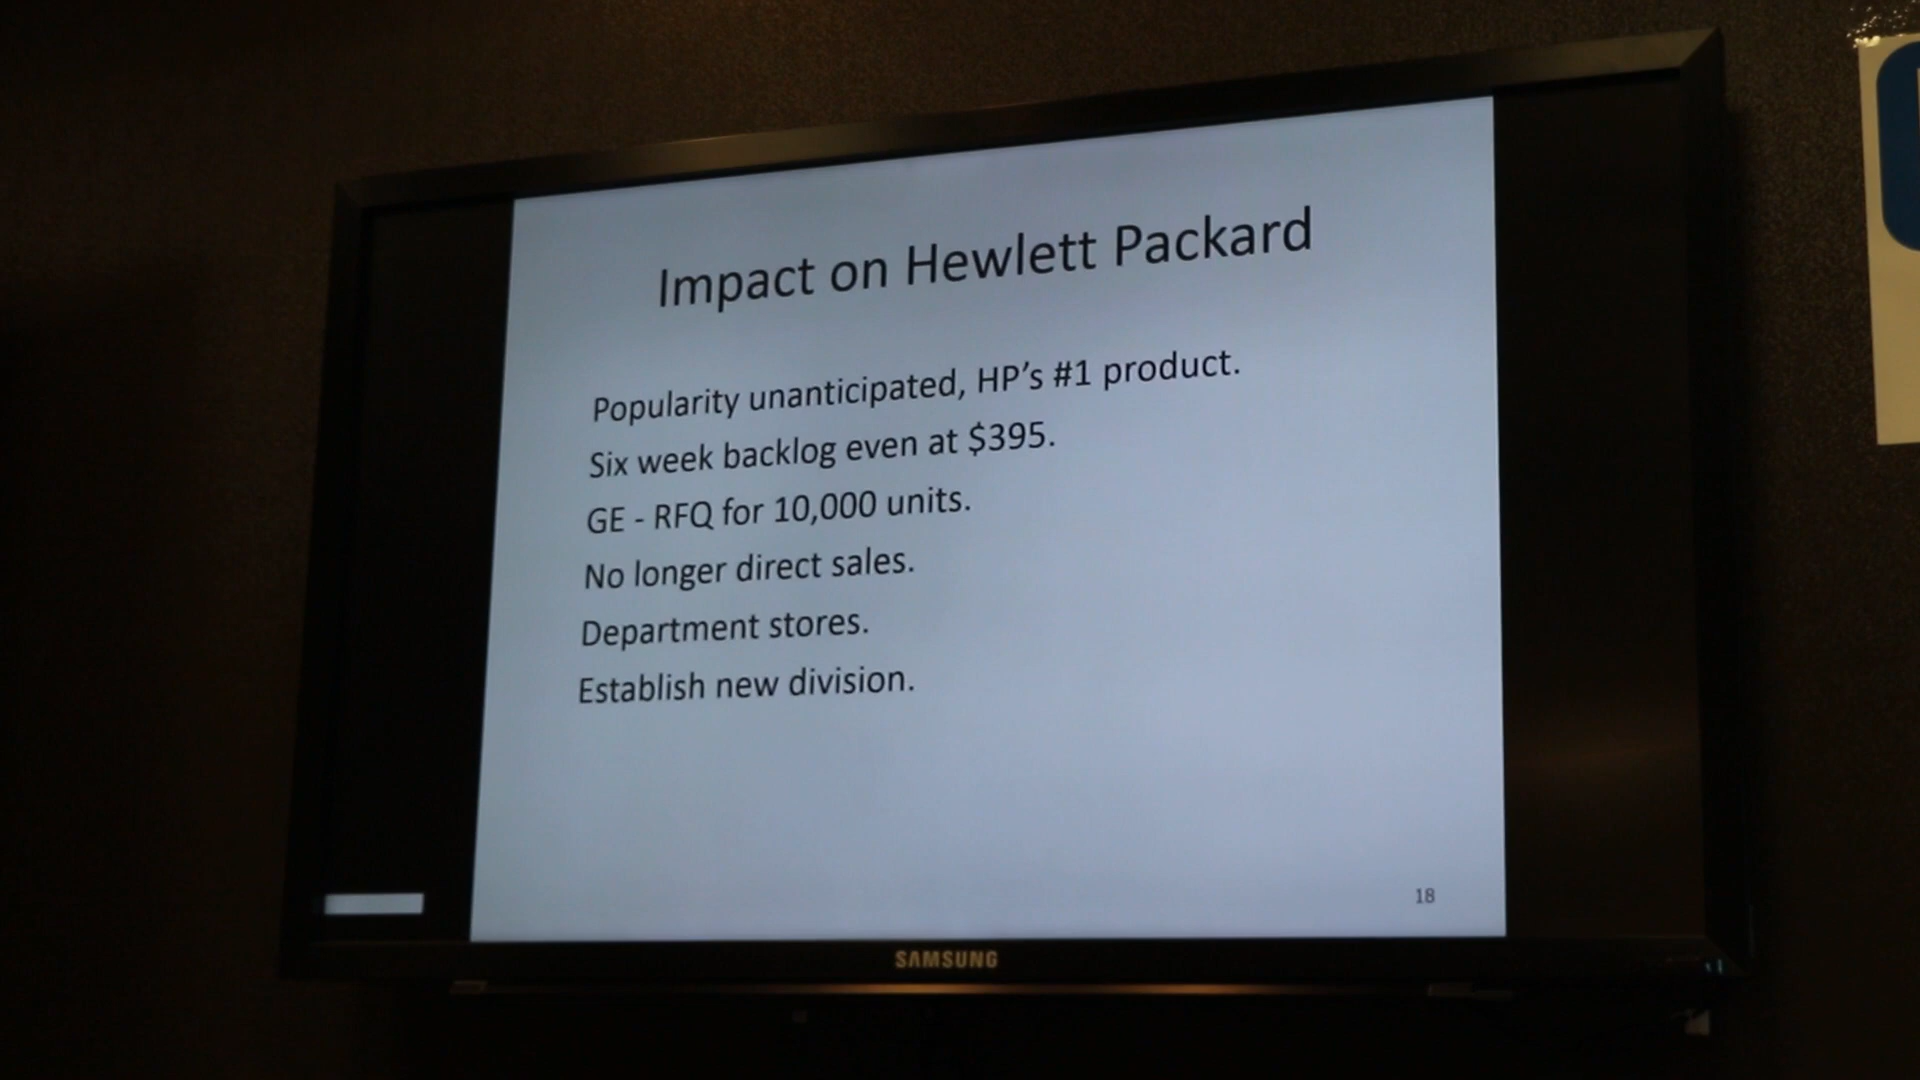 Impact on Hewlett Packard
Popularity unanticipated, HP’s #1 product.
Six week backlog even at $395.
GE - RFQ for 10,000 units.
No longer direct sales.
Department stores.
Establish new division.
18
SAMSUNG